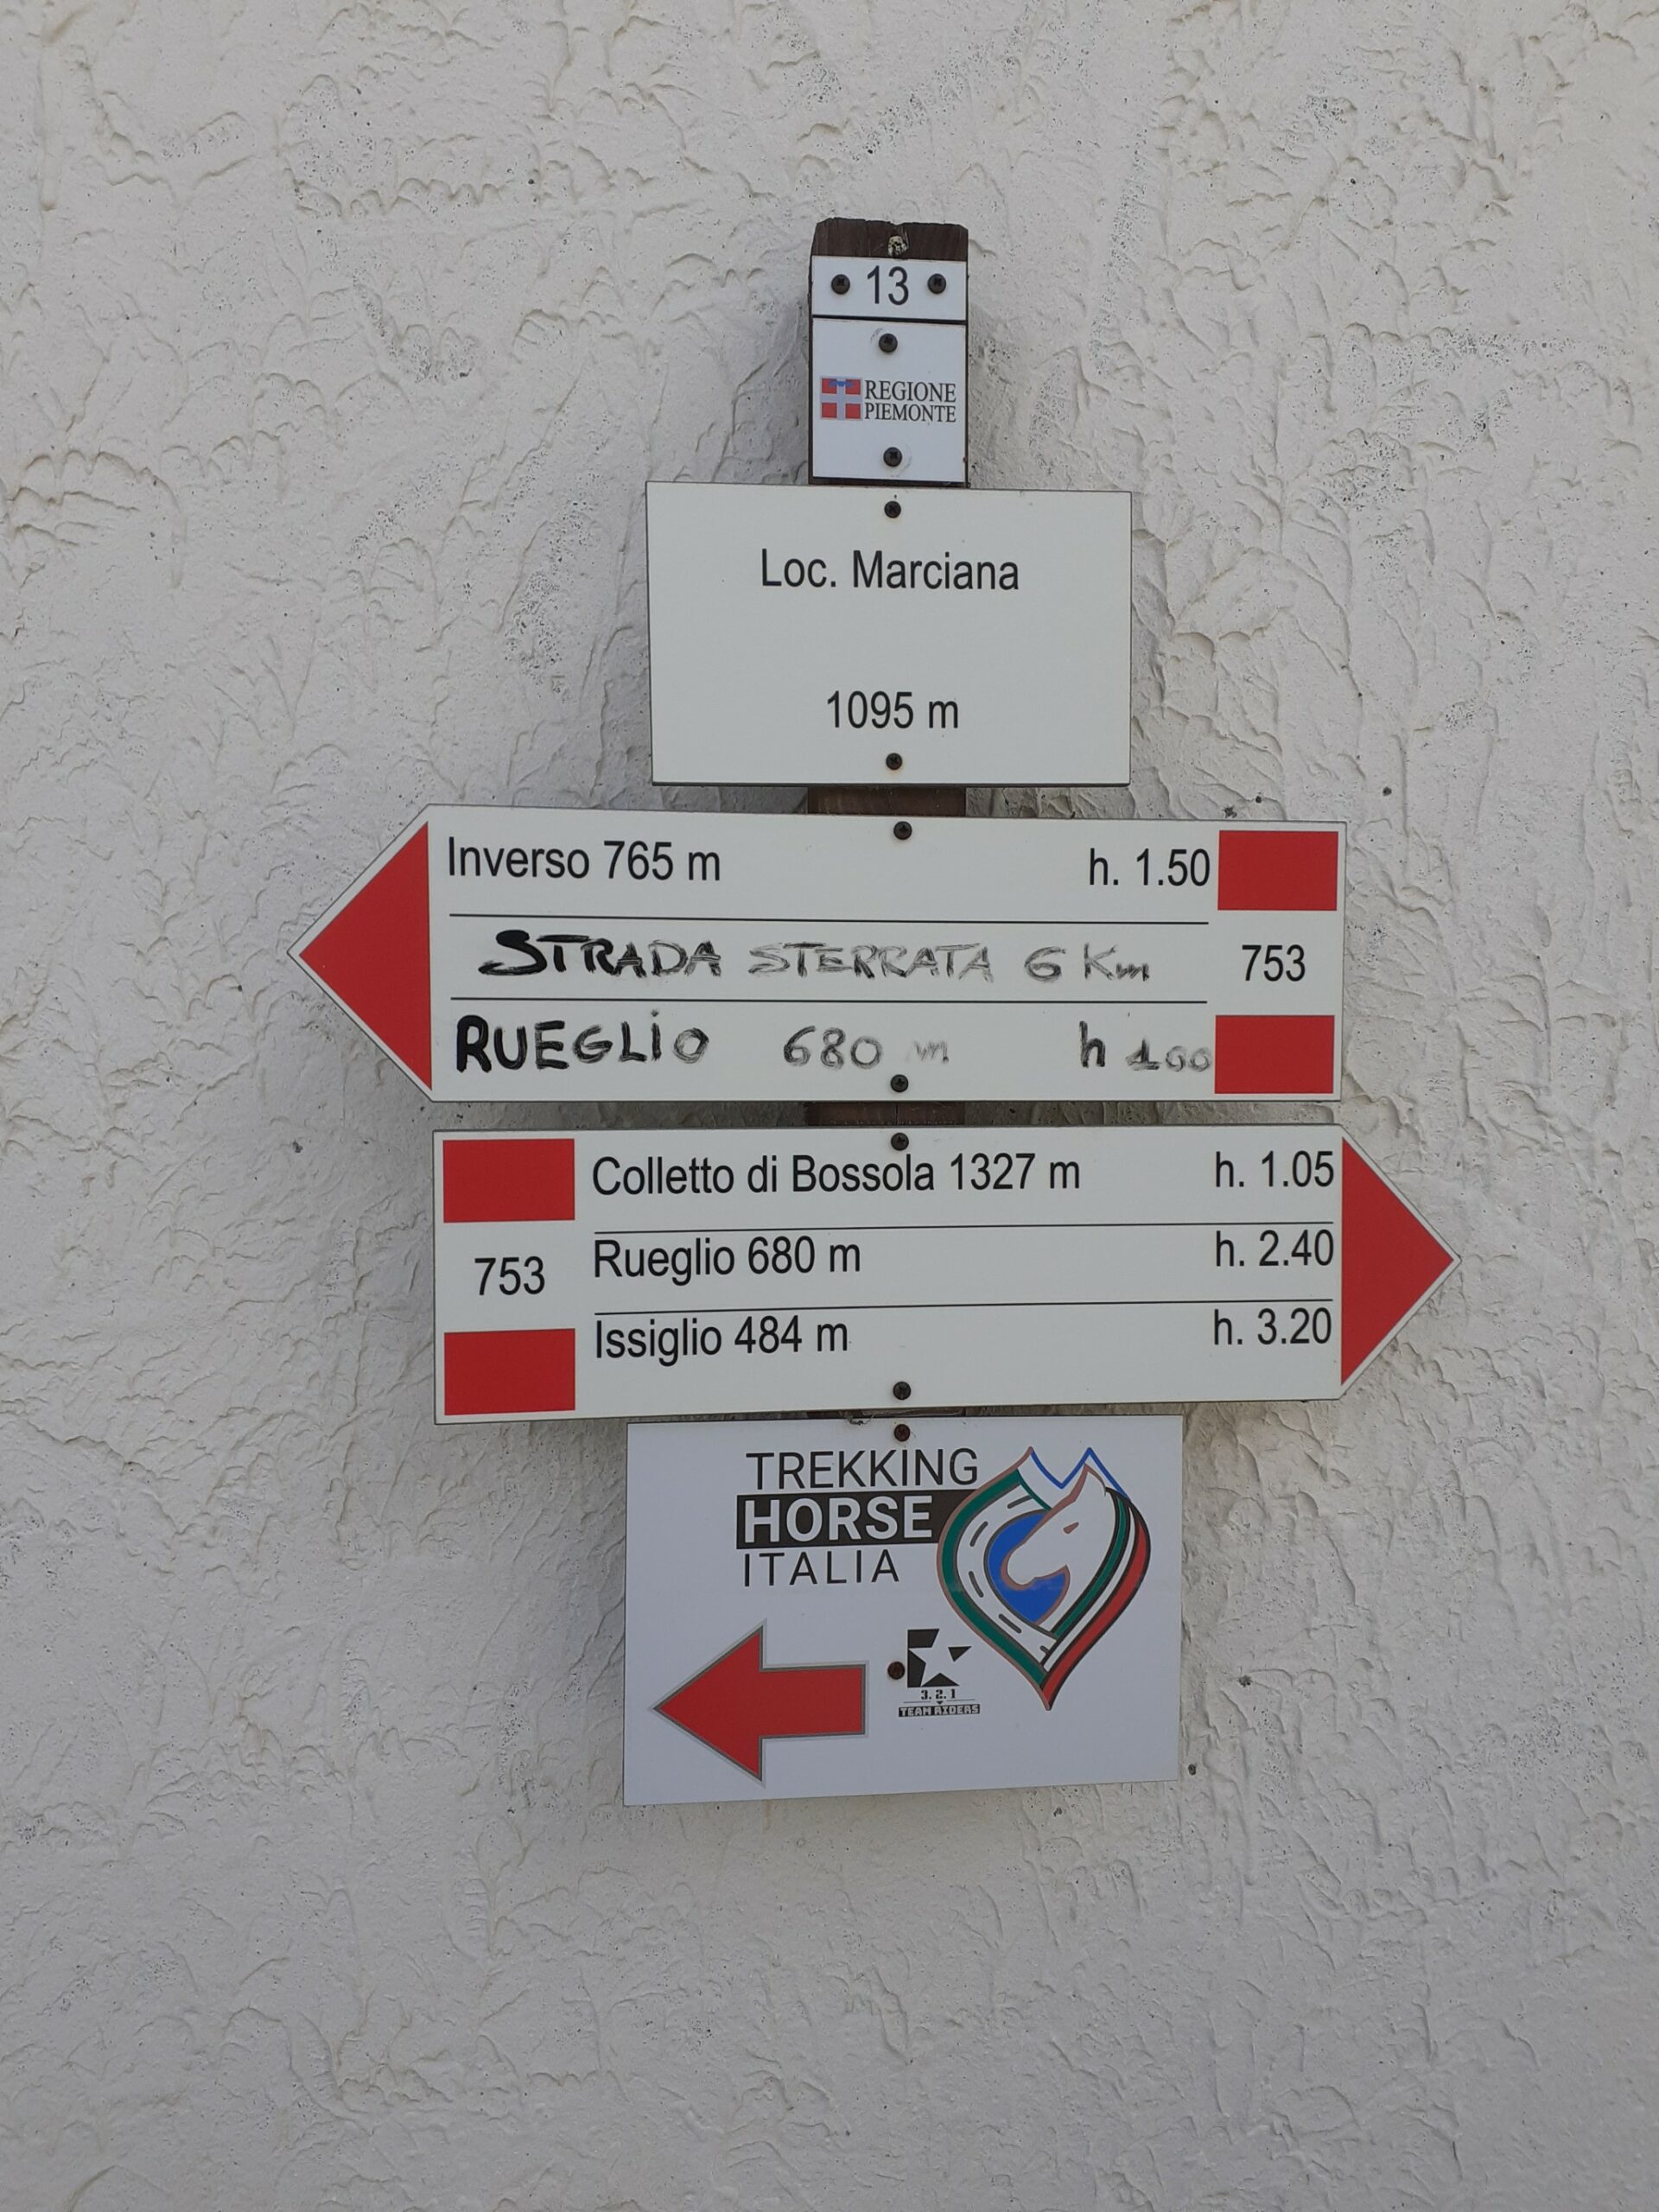 13
REGIONE
PIEMONTE
Loc. Marciana
1095 m
Inverso 765 m h. 1.50
STRADA STERRATA 6 Km
753
RUEGLIO 680 m h 1.00
Colletto di Bossola 1327 m h. 1.05
753
Rueglio 680 m h. 2.40
Issiglio 484 m h. 3.20
TREKKING
HORSE
ITALIA
3.2.1
TEAM RIDERS